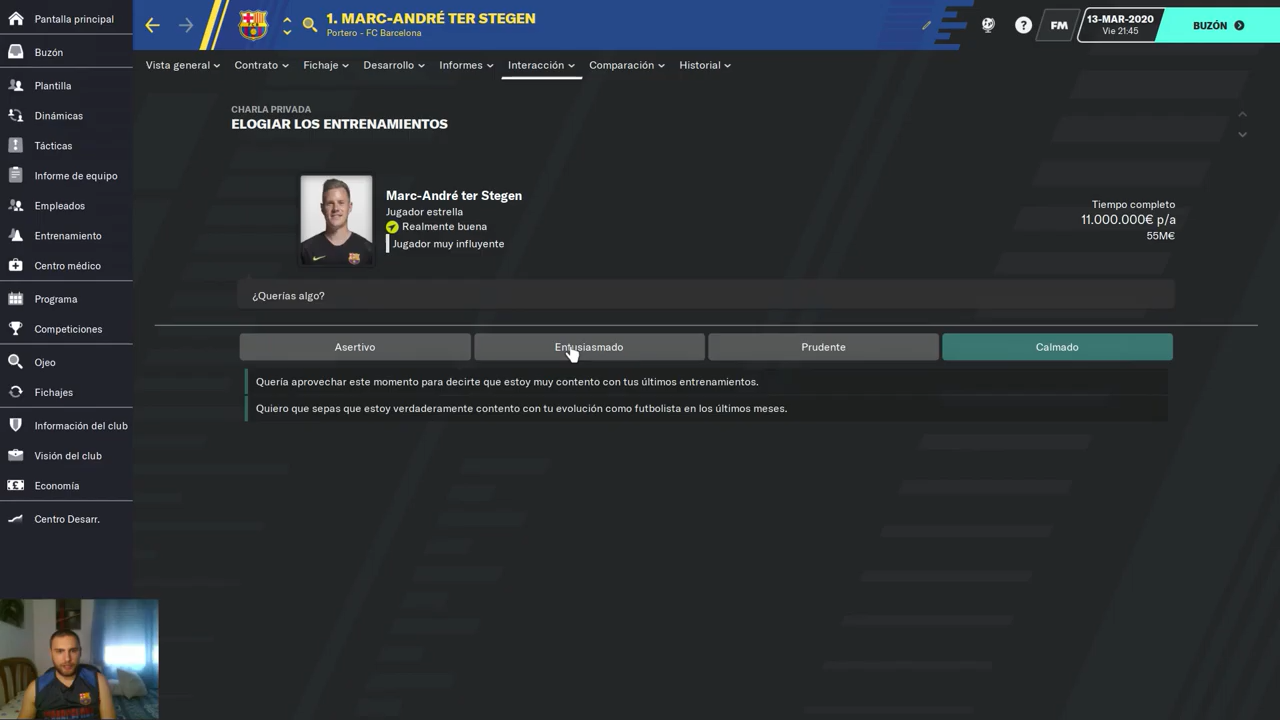 Pantalla principal
Buzón
Plantilla
Dinámicas
Tácticas
Informe de equipo
Empleados
Entrenamiento
Centro médico
Programa
Competiciones
Ojeo
Fichajes
Información del club
Visión del club
Economía
Centro Desarr.
1. MARC-ANDRÉ TER STEGEN
Portero - FC Barcelona
?
FM
13-MAR-2020
Vie 21:45
BUZÓN
Vista general
Contrato
Fichaje
Desarrollo
Informes
Interacción
Comparación
Historial
CHARLA PRIVADA
ELOGIAR LOS ENTRENAMIENTOS
Marc-André ter Stegen
Jugador estrella
Realmente buena
Jugador muy influyente
Tiempo completo
11.000.000€ p/a
55M€
¿Querías algo?
Asertivo
Entusiasmado
Prudente
Calmado
Quería aprovechar este momento para decirte que estoy muy contento con tus últimos entrenamientos.
Quiero que sepas que estoy verdaderamente contento con tu evolución como futbolista en los últimos meses.